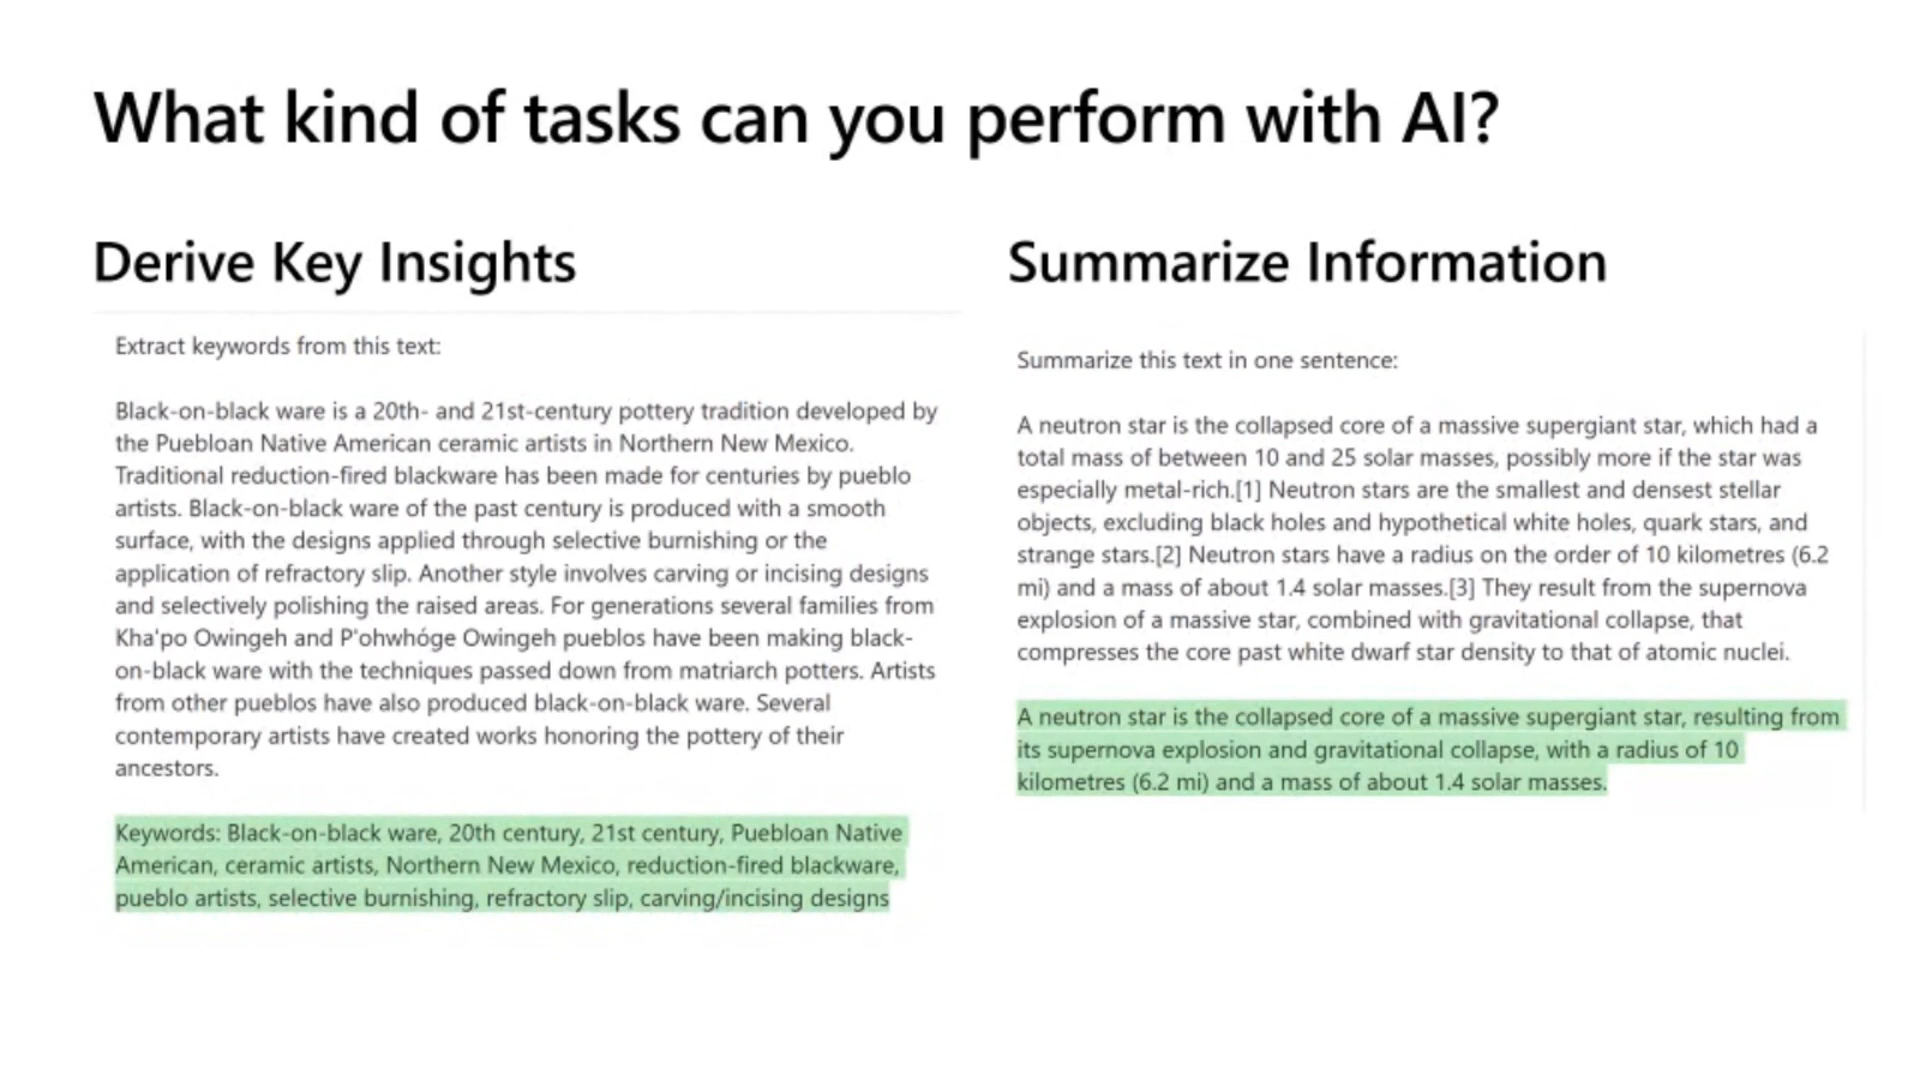 What kind of tasks can you perform with AI?
Derive Key Insights
Extract keywords from this text:
Black-on-black ware is a 20th- and 21st-century pottery tradition developed by
the Puebloan Native American ceramic artists in Northern New Mexico.
Traditional reduction-fired blackware has been made for centuries by pueblo
artists. Black-on-black ware of the past century is produced with a smooth
surface, with the designs applied through selective burnishing or the
application of refractory slip. Another style involves carving or incising designs
and selectively polishing the raised areas. For generations several families from
Kha'po Owingeh and P'ohwhóge Owingeh pueblos have been making black-
on-black ware with the techniques passed down from matriarch potters. Artists
from other pueblos have also produced black-on-black ware. Several
contemporary artists have created works honoring the pottery of their
ancestors.
Keywords: Black-on-black ware, 20th century, 21st century, Puebloan Native
American, ceramic artists, Northern New Mexico, reduction-fired blackware,
pueblo artists, selective burnishing, refractory slip, carving/incising designs
Summarize Information
Summarize this text in one sentence:
A neutron star is the collapsed core of a massive supergiant star, which had a
total mass of between 10 and 25 solar masses, possibly more if the star was
especially metal-rich.[1] Neutron stars are the smallest and densest stellar
objects, excluding black holes and hypothetical white holes, quark stars, and
strange stars.[2] Neutron stars have a radius on the order of 10 kilometres (6.2
mi) and a mass of about 1.4 solar masses.[3] They result from the supernova
explosion of a massive star, combined with gravitational collapse, that
compresses the core past white dwarf star density to that of atomic nuclei.
A neutron star is the collapsed core of a massive supergiant star, resulting from
its supernova explosion and gravitational collapse, with a radius of 10
kilometres (6.2 mi) and a mass of about 1.4 solar masses.